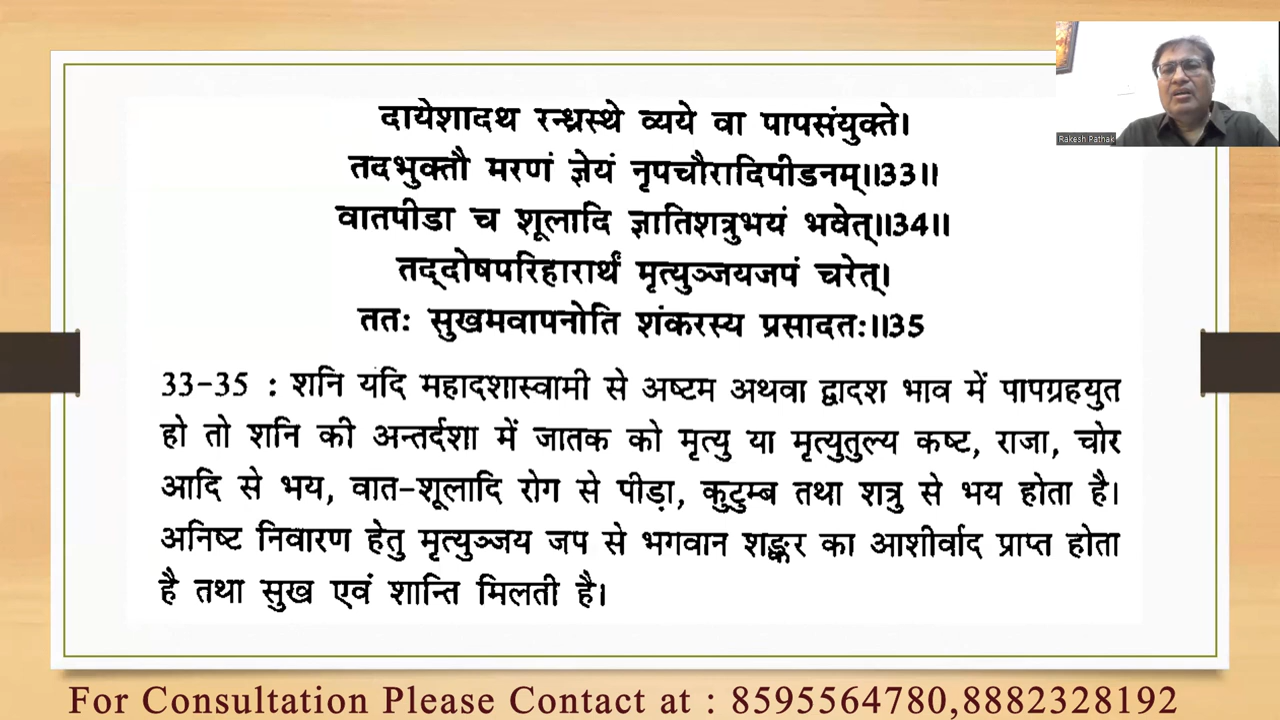 दायेशादथ रन्ध्रस्थे व्यये वा पापसंयुक्ते।
तदभुक्तौ मरणं ज्ञेयं नृपचौरादिपीडनम्॥33॥
वातपीडा च शूलादि ज्ञातिशत्रुभयं भवेत्॥34॥
तद्दोषपरिहारार्थं मृत्युञ्जयजपं चरेत्।
ततः सुखमवापनोति शंकरस्य प्रसादतः॥35
33-35 : शनि यदि महादशास्वामी से अष्टम अथवा द्वादश भाव में पापग्रहयुत
हो तो शनि की अन्तर्दशा में जातक को मृत्यु या मृत्युतुल्य कष्ट, राजा, चोर
आदि से भय, वात-शूलादि रोग से पीड़ा, कुटुम्ब तथा शत्रु से भय होता है।
अनिष्ट निवारण हेतु मृत्युञ्जय जप से भगवान शङ्कर का आशीर्वाद प्राप्त होता
है तथा सुख एवं शान्ति मिलती है।
Rakesh Pathak
For Consultation Please Contact at : 8595564780,8882328192